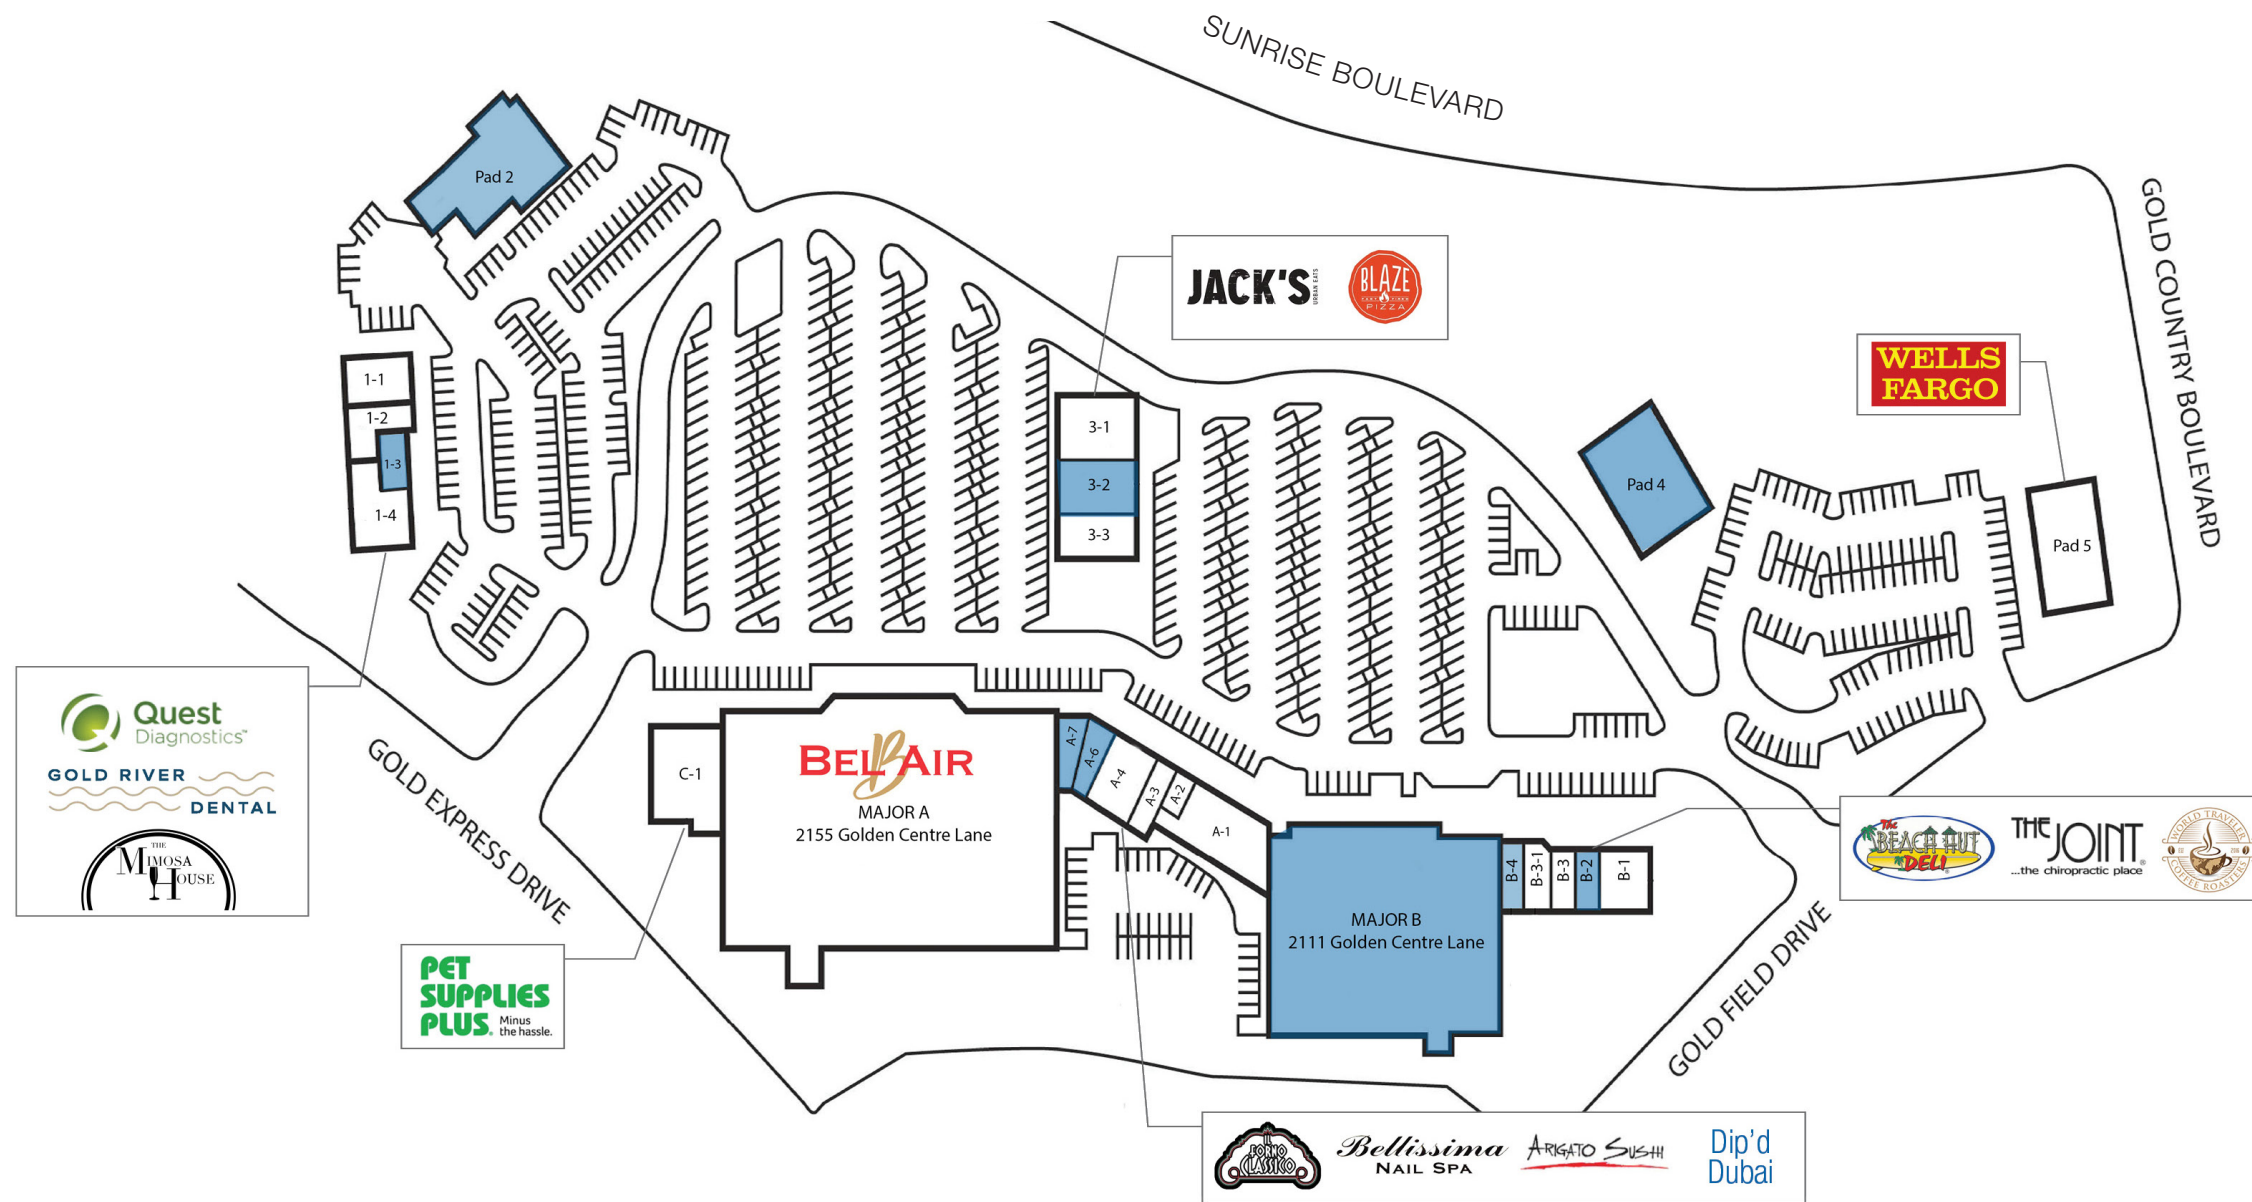 SUNRISE BOULEVARD
GOLD COUNTRY BOULEVARD
Pad 2
JACK'S
URBAN EATS
BLAZE
FAST FIRE'D
PIZZA
WELLS
FARGO
1-1
1-2
1-3
1-4
3-1
3-2
3-3
Pad 4
Pad 5
Quest
Diagnostics™
GOLD RIVER
DENTAL
THE
MIMOSA
HOUSE
GOLD EXPRESS DRIVE
C-1
BEL AIR
MAJOR A
2155 Golden Centre Lane
A-7
A-6
A-4
A-3
A-2
A-1
MAJOR B
2111 Golden Centre Lane
B-4
B-3-1
B-3
B-2
B-1
The
BEACH HUT
DELI
THE
JOINT®
...the chiropractic place
WORLD TRAVELER
COFFEE ROASTERS
GOLD FIELD DRIVE
PET
SUPPLIES
PLUS.
Minus
the hassle.
IL
FORNO
CLASSICO
Bellissima
NAIL SPA
ARIGATO SUSHI
Dip'd
Dubai